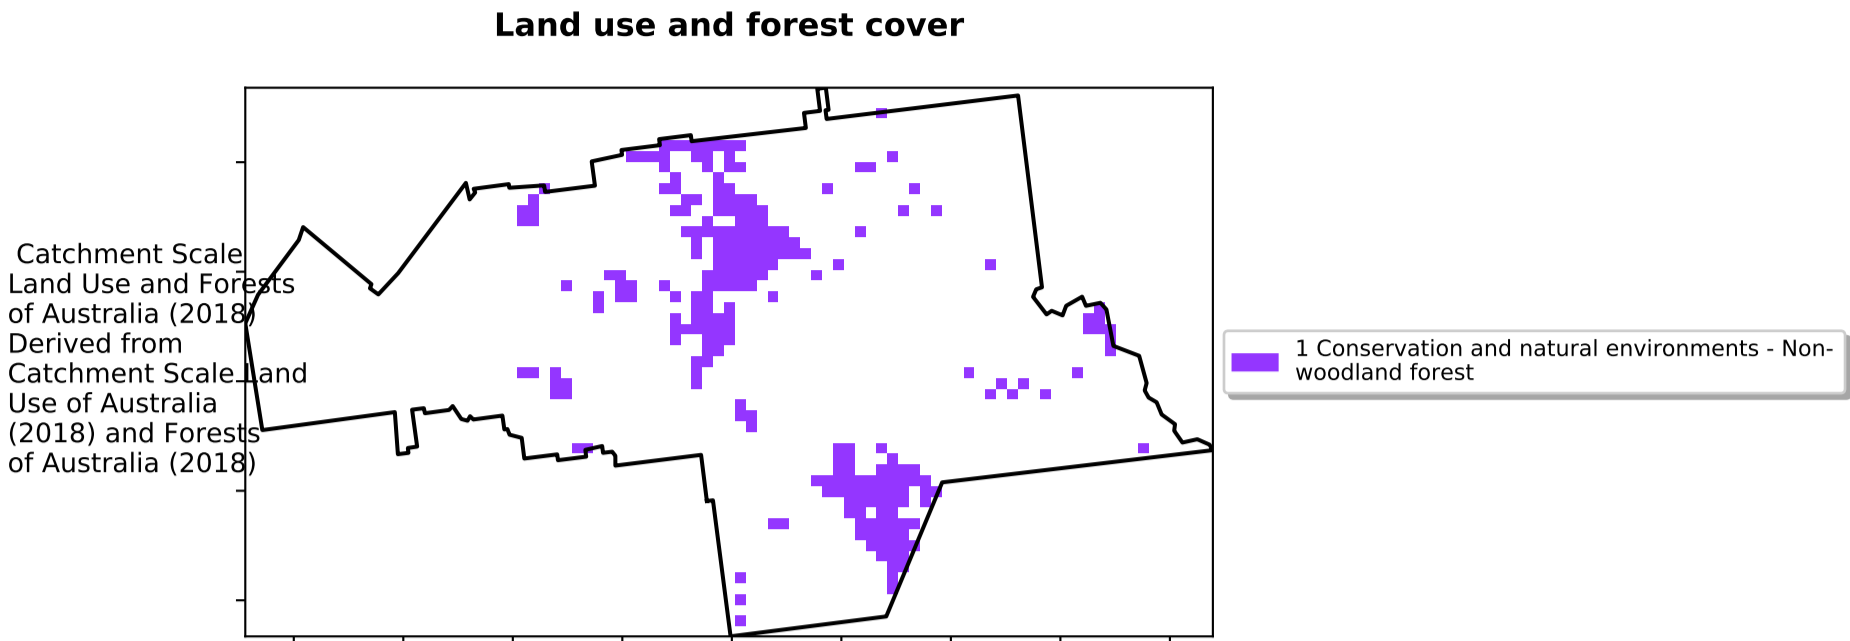 Land use and forest cover
Catchment Scale
Land Use and Forests
of Australia (2018)
Derived from
Catchment Scale Land
Use of Australia
(2018) and Forests
of Australia (2018)
1 Conservation and natural environments - Non-
woodland forest